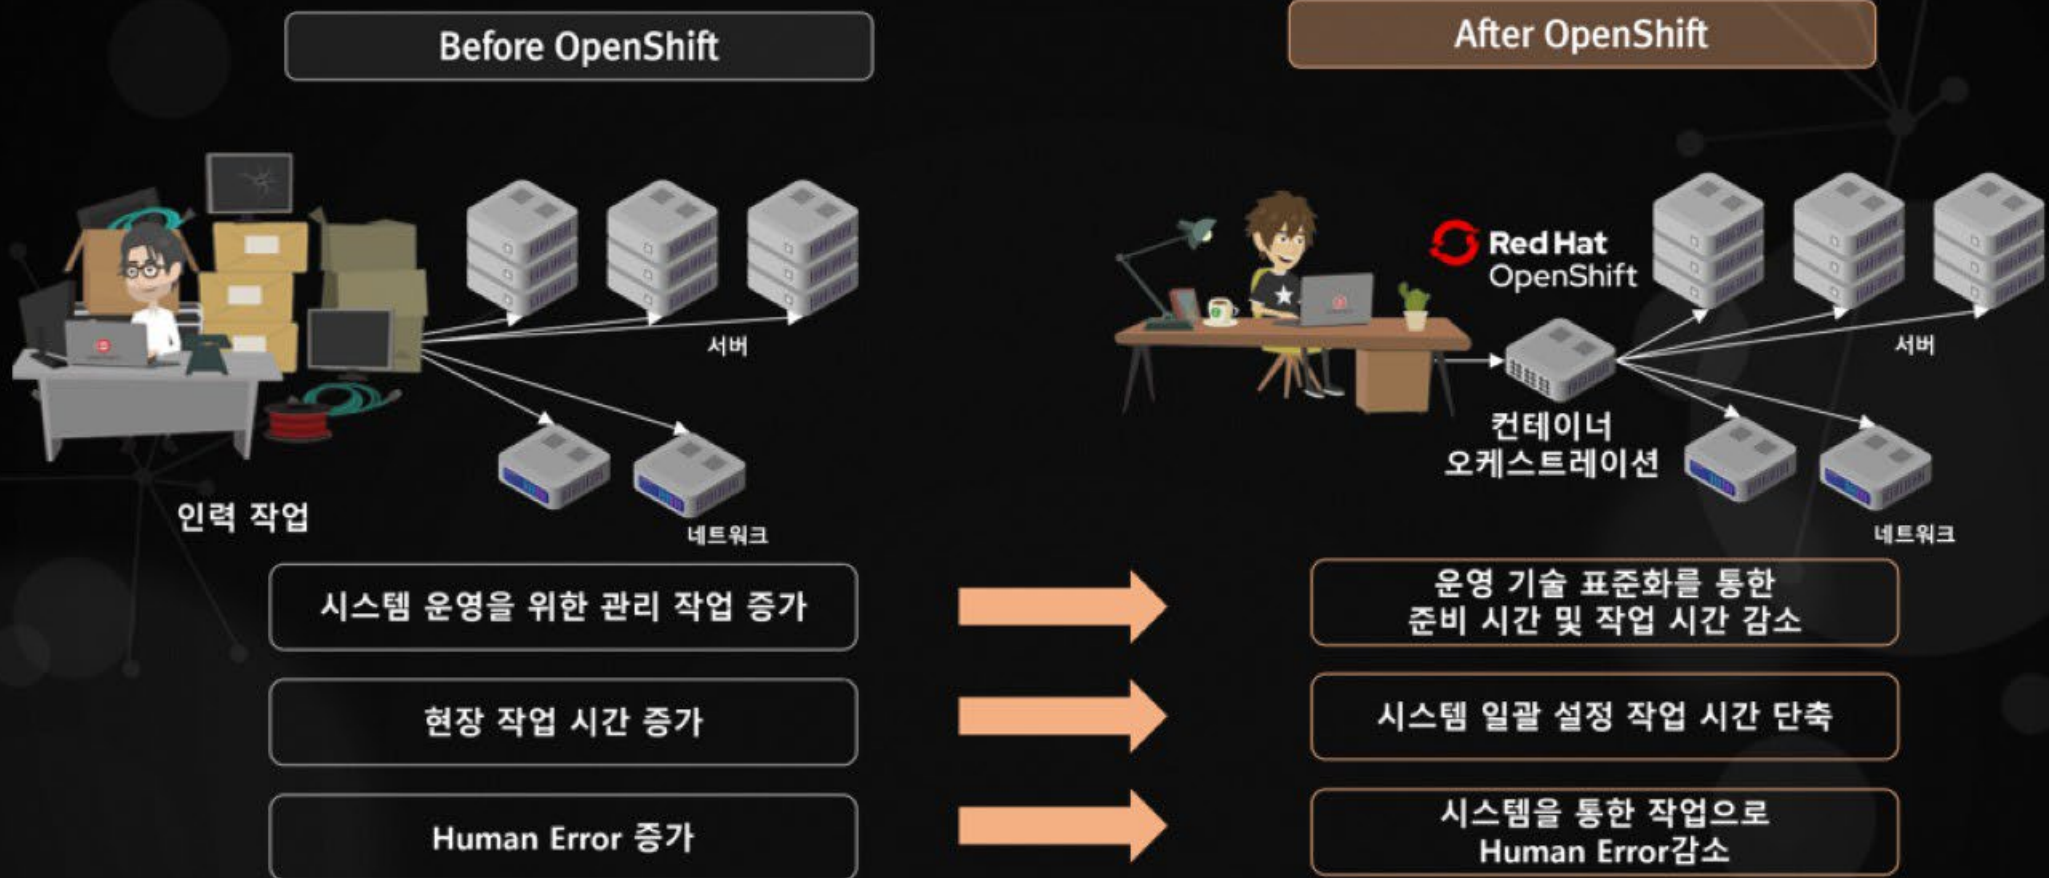 Before OpenShift
After OpenShift
Red Hat
OpenShift
서버
서버
컨테이너
오케스트레이션
인력 작업
네트워크
네트워크
시스템 운영을 위한 관리 작업 증가
운영 기술 표준화를 통한
준비 시간 및 작업 시간 감소
현장 작업 시간 증가
시스템 일괄 설정 작업 시간 단축
Human Error 증가
시스템을 통한 작업으로
Human Error감소